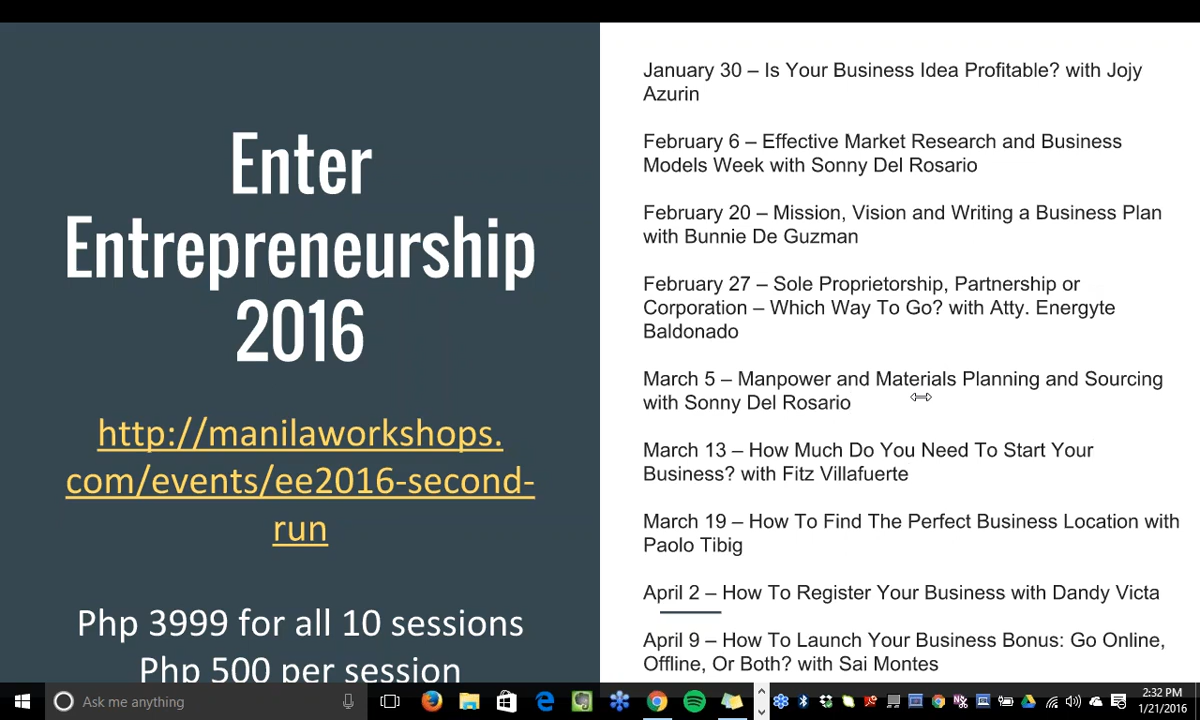 Enter
Entrepreneurship
2016
http://manilaworkshops.
com/events/ee2016-second-
run
Php 3999 for all 10 sessions
Php 500 per session
January 30 – Is Your Business Idea Profitable? with Jojy
Azurin
February 6 – Effective Market Research and Business
Models Week with Sonny Del Rosario
February 20 – Mission, Vision and Writing a Business Plan
with Bunnie De Guzman
February 27 – Sole Proprietorship, Partnership or
Corporation – Which Way To Go? with Atty. Energyte
Baldonado
March 5 – Manpower and Materials Planning and Sourcing
with Sonny Del Rosario
March 13 – How Much Do You Need To Start Your
Business? with Fitz Villafuerte
March 19 – How To Find The Perfect Business Location with
Paolo Tibig
April 2 – How To Register Your Business with Dandy Victa
April 9 – How To Launch Your Business Bonus: Go Online,
Offline, Or Both? with Sai Montes
Ask me anything
2:32 PM
1/21/2016